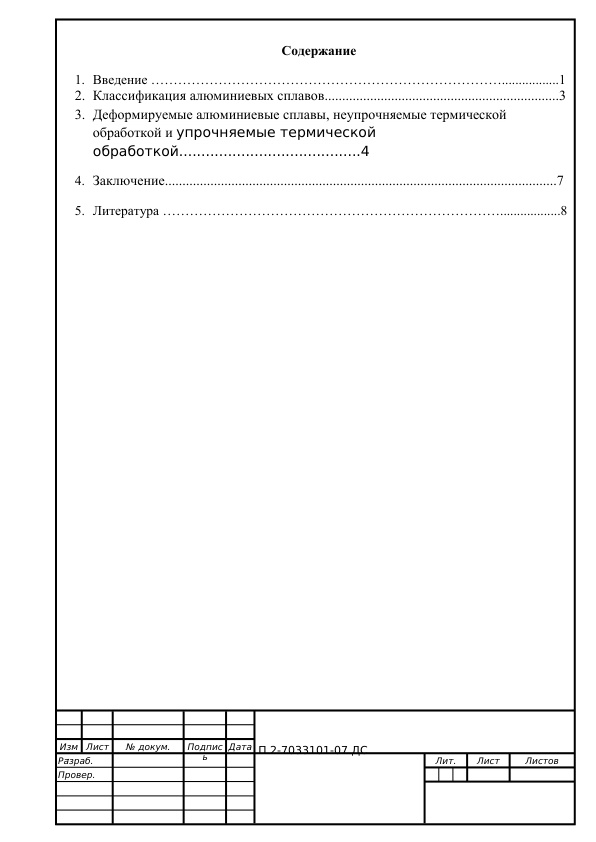 Содержание
1. Введение …………………………………………………………………….................1
2. Классификация алюминиевых сплавов....................................................................3
3. Деформируемые алюминиевые сплавы, неупрочняемые термической
обработкой и упрочняемые термической
обработкой…………………………………..4
4. Заключение.................................................................................................................7
5. Литература …………………………………………………………………..................8
Изм Лист № докум. Подпись Дата П 2-7033101-07 ДС
Разраб. Лит. Лист Листов
Провер.